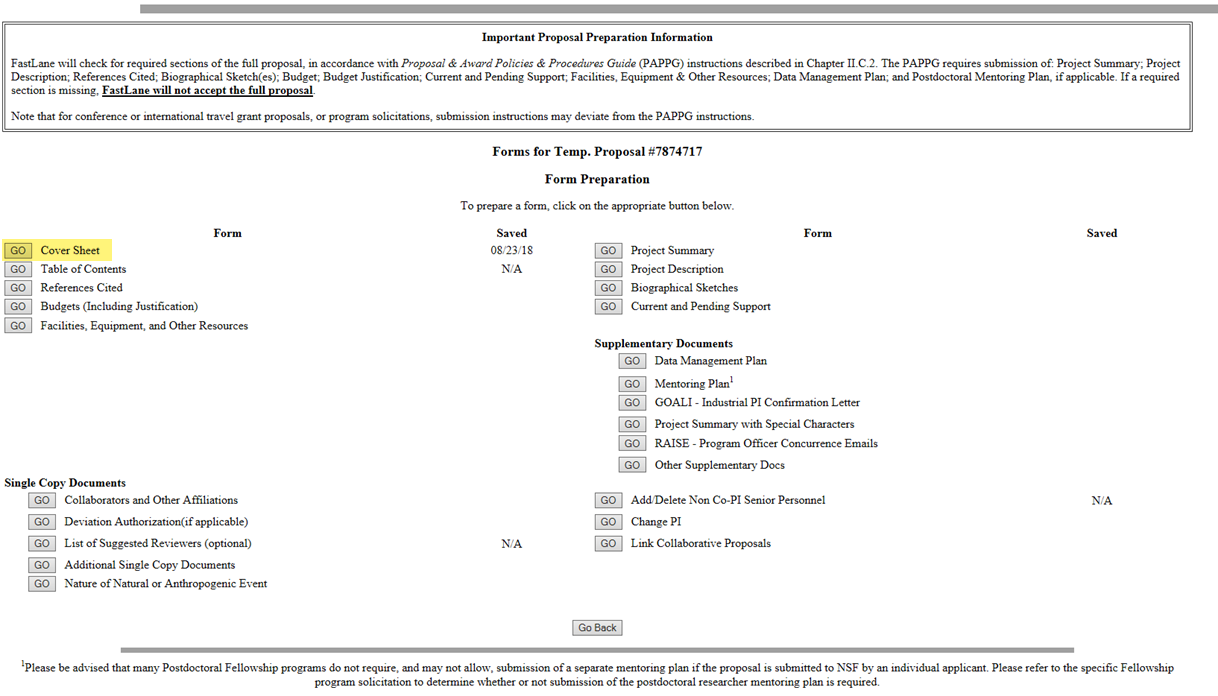 Important Proposal Preparation Information
FastLane will check for required sections of the full proposal, in accordance with Proposal & Award Policies & Procedures Guide (PAPPG) instructions described in Chapter II.C.2. The PAPPG requires submission of: Project Summary; Project
Description; References Cited; Biographical Sketch(es); Budget; Budget Justification; Current and Pending Support; Facilities, Equipment & Other Resources; Data Management Plan; and Postdoctoral Mentoring Plan, if applicable. If a required
section is missing, FastLane will not accept the full proposal.
Note that for conference or international travel grant proposals, or program solicitations, submission instructions may deviate from the PAPPG instructions.
Forms for Temp. Proposal #7874717
Form Preparation
To prepare a form, click on the appropriate button below.
Form Saved Form Saved
GO Cover Sheet 08/23/18 GO Project Summary
GO Table of Contents N/A GO Project Description
GO References Cited GO Biographical Sketches
GO Budgets (Including Justification) GO Current and Pending Support
GO Facilities, Equipment, and Other Resources
Supplementary Documents
GO Data Management Plan
GO Mentoring Plan1
GO GOALI - Industrial PI Confirmation Letter
GO Project Summary with Special Characters
GO RAISE - Program Officer Concurrence Emails
GO Other Supplementary Docs
Single Copy Documents
GO Collaborators and Other Affiliations GO Add/Delete Non Co-PI Senior Personnel N/A
GO Deviation Authorization(if applicable) GO Change PI
GO List of Suggested Reviewers (optional) N/A GO Link Collaborative Proposals
GO Additional Single Copy Documents
GO Nature of Natural or Anthropogenic Event
Go Back
1Please be advised that many Postdoctoral Fellowship programs do not require, and may not allow, submission of a separate mentoring plan if the proposal is submitted to NSF by an individual applicant. Please refer to the specific Fellowship
program solicitation to determine whether or not submission of the postdoctoral researcher mentoring plan is required.